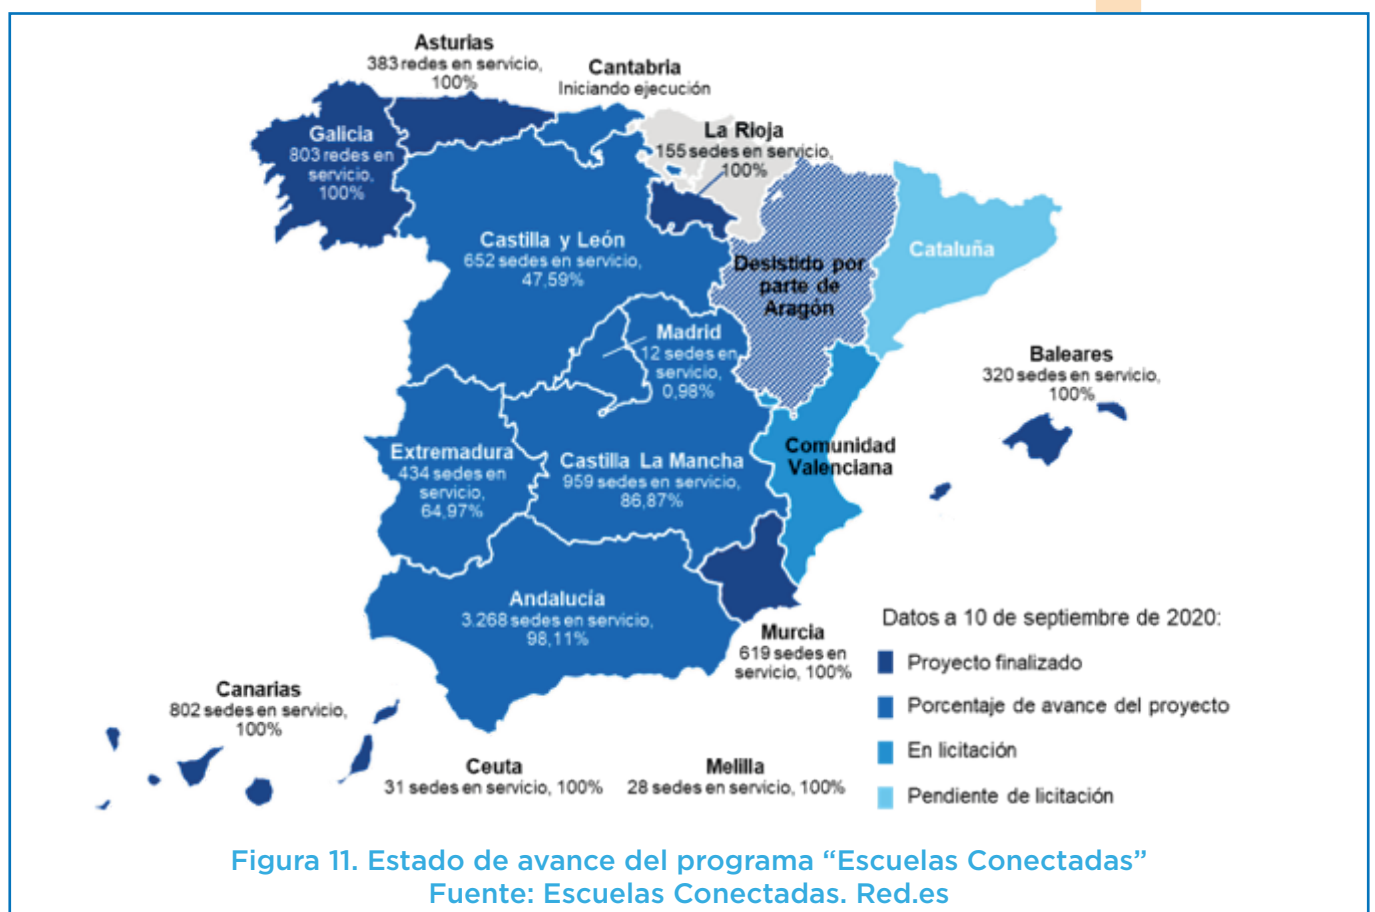 Asturias
383 redes en servicio,
100%
Cantabria
Iniciando ejecución
Galicia
803 redes en
servicio,
100%
La Rioja
155 sedes en servicio,
100%
Castilla y León
652 sedes en servicio,
47,59%
Desistido por
parte de
Aragón
Cataluña
Madrid
12 sedes en
servicio,
0,98%
Baleares
320 sedes en servicio,
100%
Extremadura
434 sedes en
servicio,
64,97%
Castilla La Mancha
959 sedes en servicio,
86,87%
Comunidad
Valenciana
Andalucía
3.268 sedes en servicio,
98,11%
Murcia
619 sedes en
servicio, 100%
Canarias
802 sedes en servicio,
100%
Ceuta
31 sedes en servicio, 100%
Melilla
28 sedes en servicio, 100%
Datos a 10 de septiembre de 2020:
Proyecto finalizado
Porcentaje de avance del proyecto
En licitación
Pendiente de licitación
Figura 11. Estado de avance del programa “Escuelas Conectadas”
Fuente: Escuelas Conectadas. Red.es